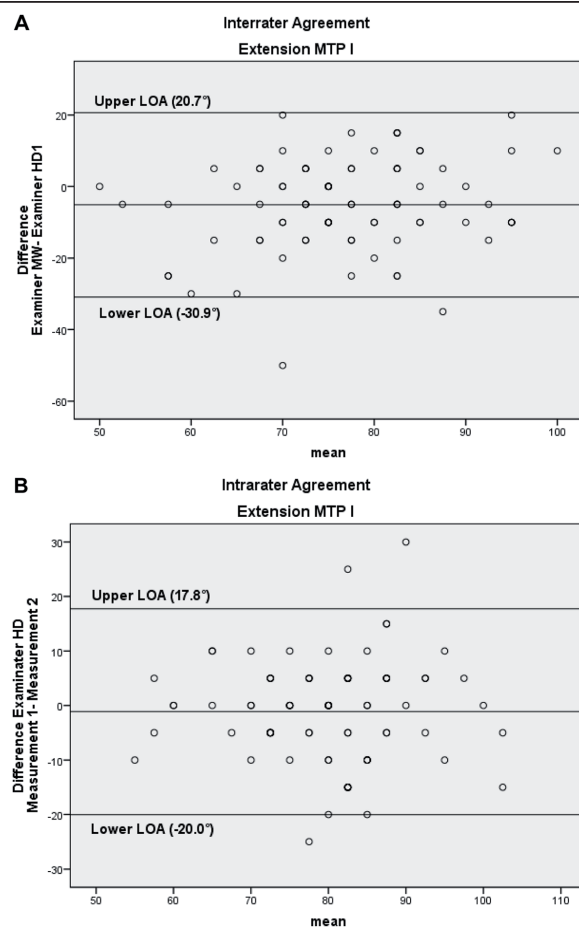 A
Interrater Agreement
Extension MTP I
Upper LOA (20.7°)
20
0
-20
-40
-60
Difference
Examiner MW- Examiner HD1
Lower LOA (-30.9°)
50 60 70 80 90 100
mean
B
Intrarater Agreement
Extension MTP I
30
20
10
0
-10
-20
-30
Upper LOA (17.8°)
Difference Examinater HD
Measurement 1- Measurement 2
Lower LOA (-20.0°)
50 60 70 80 90 100 110
mean